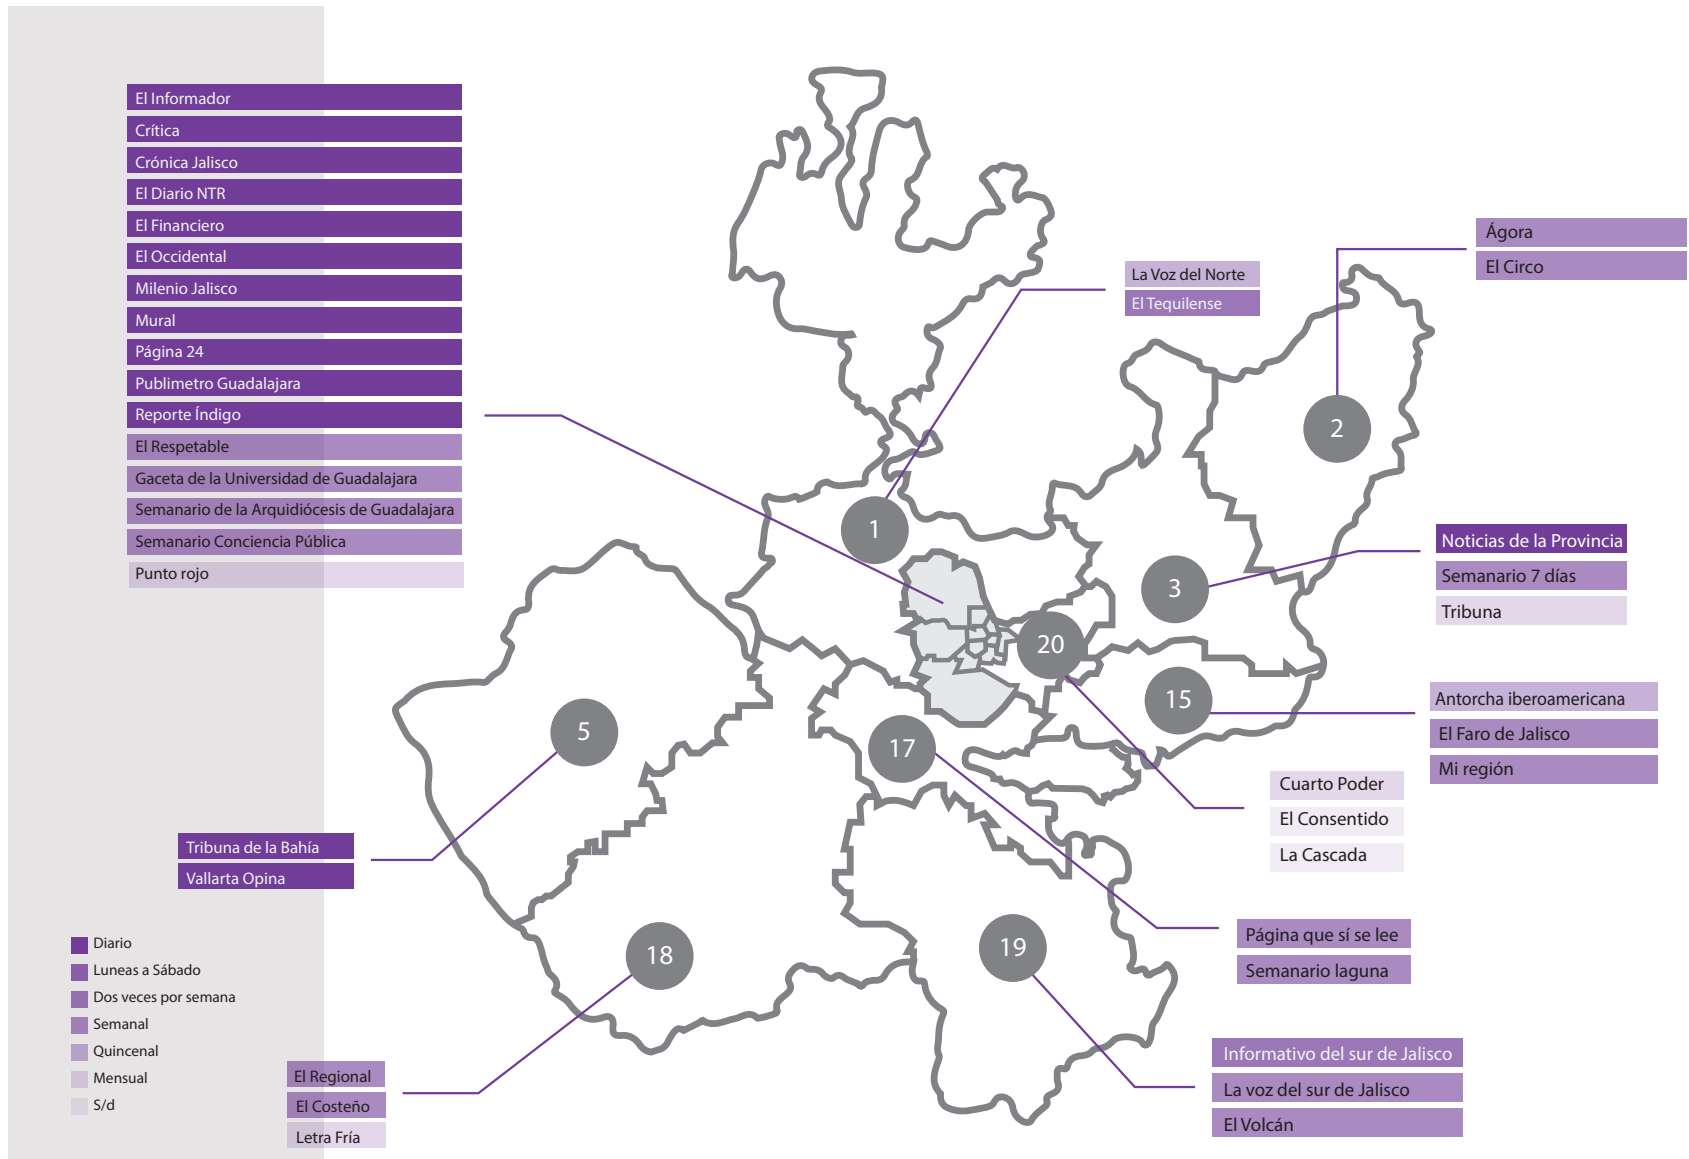 El Informador
Crítica
Crónica Jalisco
El Diario NTR
El Financiero
El Occidental
Milenio Jalisco
Mural
Página 24
Publimetro Guadalajara
Reporte Índigo
El Respetable
Gaceta de la Universidad de Guadalajara
Semanario de la Arquidiócesis de Guadalajara
Semanario Conciencia Pública
Punto rojo
La Voz del Norte
El Tequilense
Ágora
El Circo
2
1
3
20
15
5
17
18
19
Noticias de la Provincia
Semanario 7 días
Tribuna
Antorcha iberoamericana
El Faro de Jalisco
Mi región
Cuarto Poder
El Consentido
La Cascada
Tribuna de la Bahía
Vallarta Opina
Página que sí se lee
Semanario laguna
Informativo del sur de Jalisco
La voz del sur de Jalisco
El Volcán
Diario
Luneas a Sábado
Dos veces por semana
Semanal
Quincenal
Mensual
S/d
El Regional
El Costeño
Letra Fría